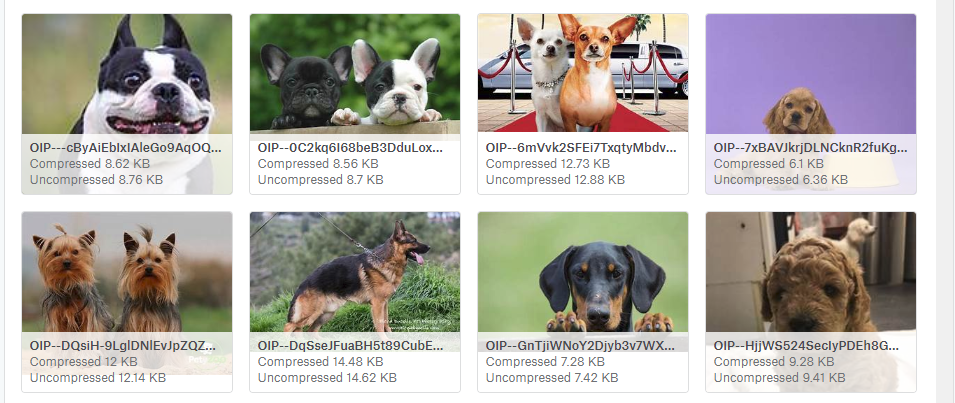 OIP---cByAiEbIxIAleGo9AqOQ...
Compressed 8.62 KB
Uncompressed 8.76 KB
OIP--0C2kq6I68beB3DduLox...
Compressed 8.56 KB
Uncompressed 8.7 KB
OIP--6mVvk2SFEi7TxqtyMbdv...
Compressed 12.73 KB
Uncompressed 12.88 KB
OIP--7xBAVJkrjDLNCknR2fuKg...
Compressed 6.1 KB
Uncompressed 6.36 KB
OIP--DQsiH-9LglDNlEvJpZQZ...
Compressed 12 KB
Uncompressed 12.14 KB
OIP--DqSseJFuaBH5t89CubE...
Compressed 14.48 KB
Uncompressed 14.62 KB
OIP--GnTjiWNoY2Djyb3v7WX...
Compressed 7.28 KB
Uncompressed 7.42 KB
OIP--HjjWS524SecIyPDEh8G...
Compressed 9.28 KB
Uncompressed 9.41 KB